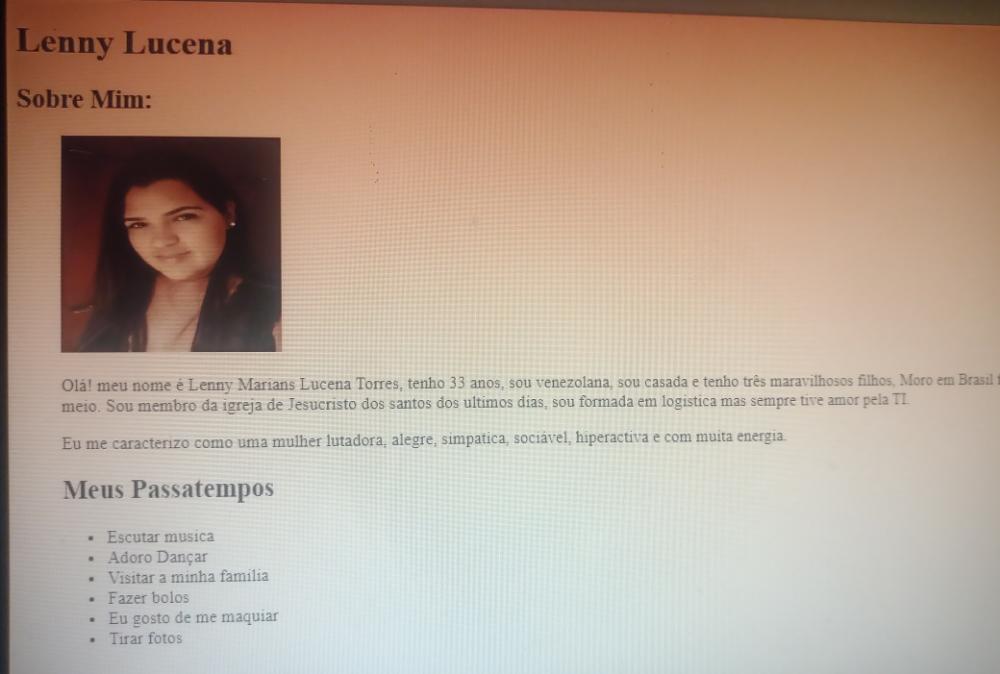 Lenny Lucena
Sobre Mim:
Olá! meu nome é Lenny Marians Lucena Torres, tenho 33 anos, sou venezolana, sou casada e tenho três maravilhosos filhos, Moro em Brasil
meio. Sou membro da igreja de Jesucristo dos santos dos ultimos dias, sou formada em logistica mas sempre tive amor pela TI.
Eu me caracterizo como uma mulher lutadora, alegre, simpatica, sociável, hiperactiva e com muita energia.
Meus Passatempos
• Escutar musica
• Adoro Dançar
• Visitar a minha família
• Fazer bolos
• Eu gosto de me maquiar
• Tirar fotos